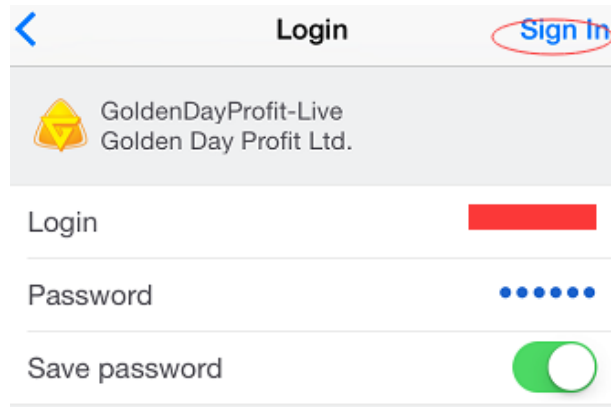 Login
Sign In
GoldenDayProfit-Live
Golden Day Profit Ltd.
Login
Password
Save password